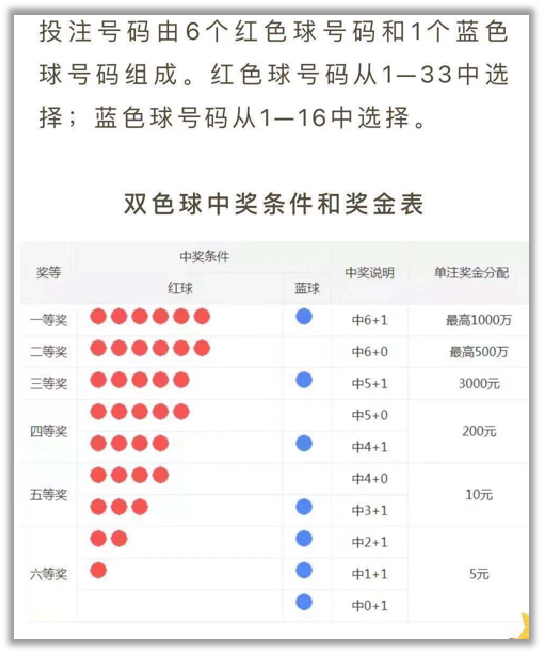 投注号码由6个红色球号码和1个蓝色
球号码组成。红色球号码从1—33中选
择；蓝色球号码从1—16中选择。
双色球中奖条件和奖金表
奖等 中奖条件 中奖说明 单注奖金分配
红球 蓝球
一等奖 中6+1 最高1000万
二等奖 中6+0 最高500万
三等奖 中5+1 3000元
四等奖 中5+0 200元
中4+1
五等奖 中4+0 10元
中3+1
六等奖 中2+1 5元
中1+1
中0+1